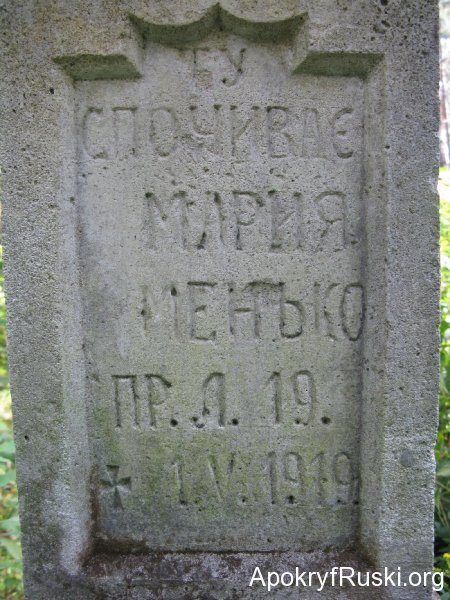 ТУ
СПОЧИВАЄ
МАРИЯ
МЕНЬКО
ПР. Л. 19.
✠ 1.V.1919.
ApokryfRuski.org